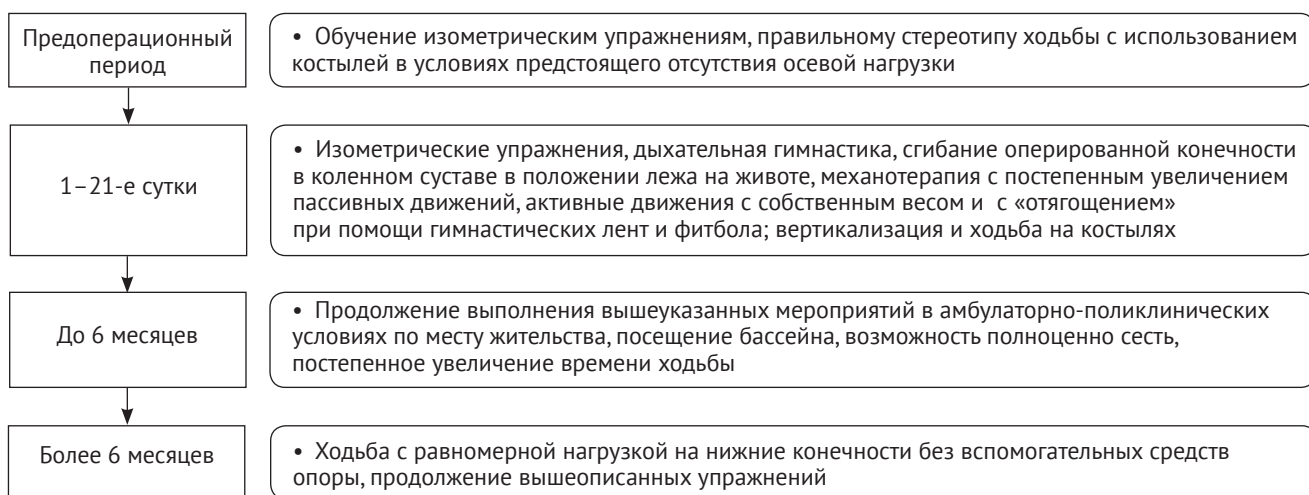 Предоперационный
период
• Обучение изометрическим упражнениям, правильному стереотипу ходьбы с использованием
костылей в условиях предстоящего отсутствия осевой нагрузки
1–21-е сутки
• Изометрические упражнения, дыхательная гимнастика, сгибание оперированной конечности
в коленном суставе в положении лежа на животе, механотерапия с постепенным увеличением
пассивных движений, активные движения с собственным весом и с «отягощением»
при помощи гимнастических лент и фитбола; вертикализация и ходьба на костылях
До 6 месяцев
• Продолжение выполнения вышеуказанных мероприятий в амбулаторно-поликлинических
условиях по месту жительства, посещение бассейна, возможность полноценно сесть,
постепенное увеличение времени ходьбы
Более 6 месяцев
• Ходьба с равномерной нагрузкой на нижние конечности без вспомогательных средств
опоры, продолжение вышеописанных упражнений